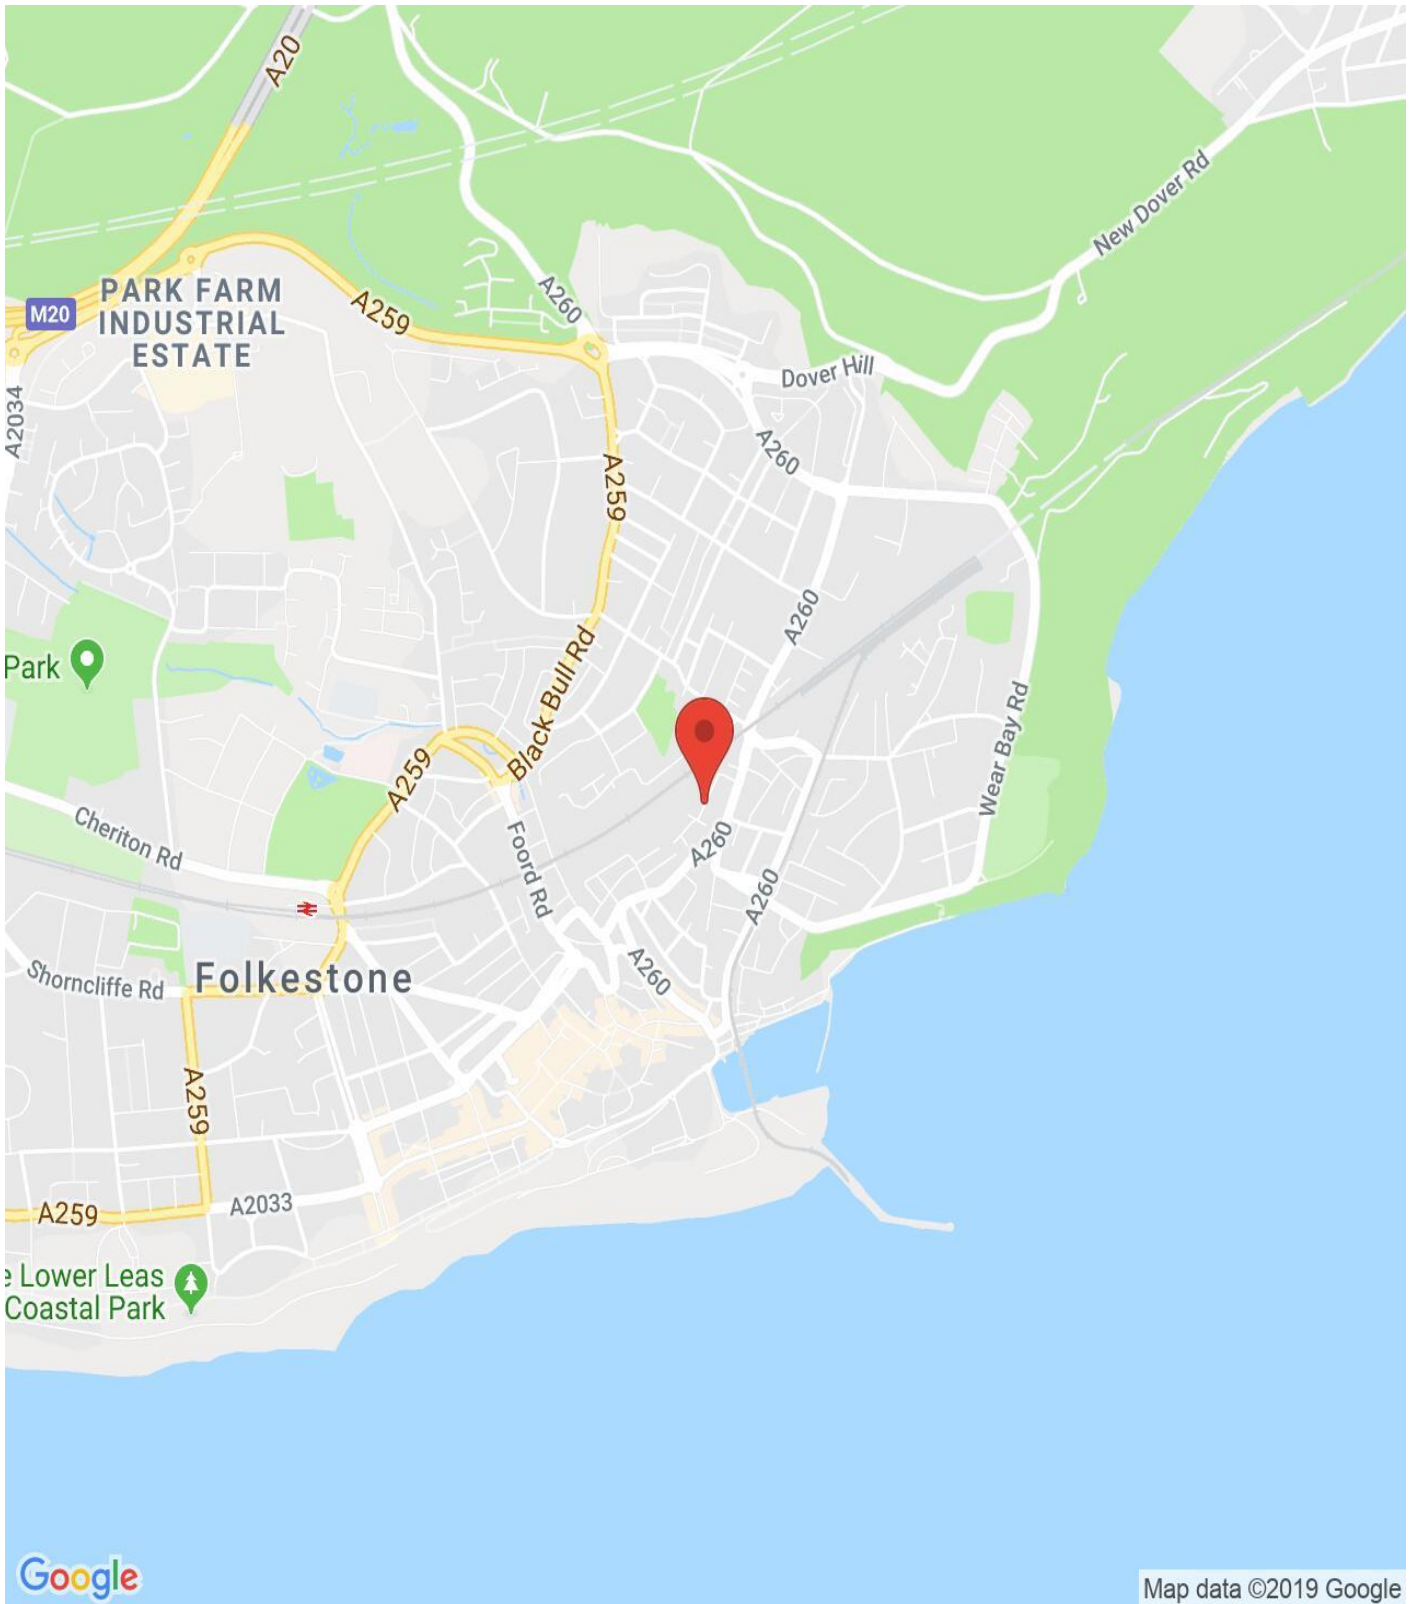 A20
New Dover Rd
PARK FARM
INDUSTRIAL
ESTATE
M20
A259
A260
Dover Hill
A2034
A260
A259
A260
Park
Black Bull Rd
Wear Bay Rd
A259
Cheriton Rd
Foord Rd
A260
A260
Folkestone
Shorncliffe Rd
A260
A259
A259
A2033
e Lower Leas
Coastal Park
Google
Map data ©2019 Google